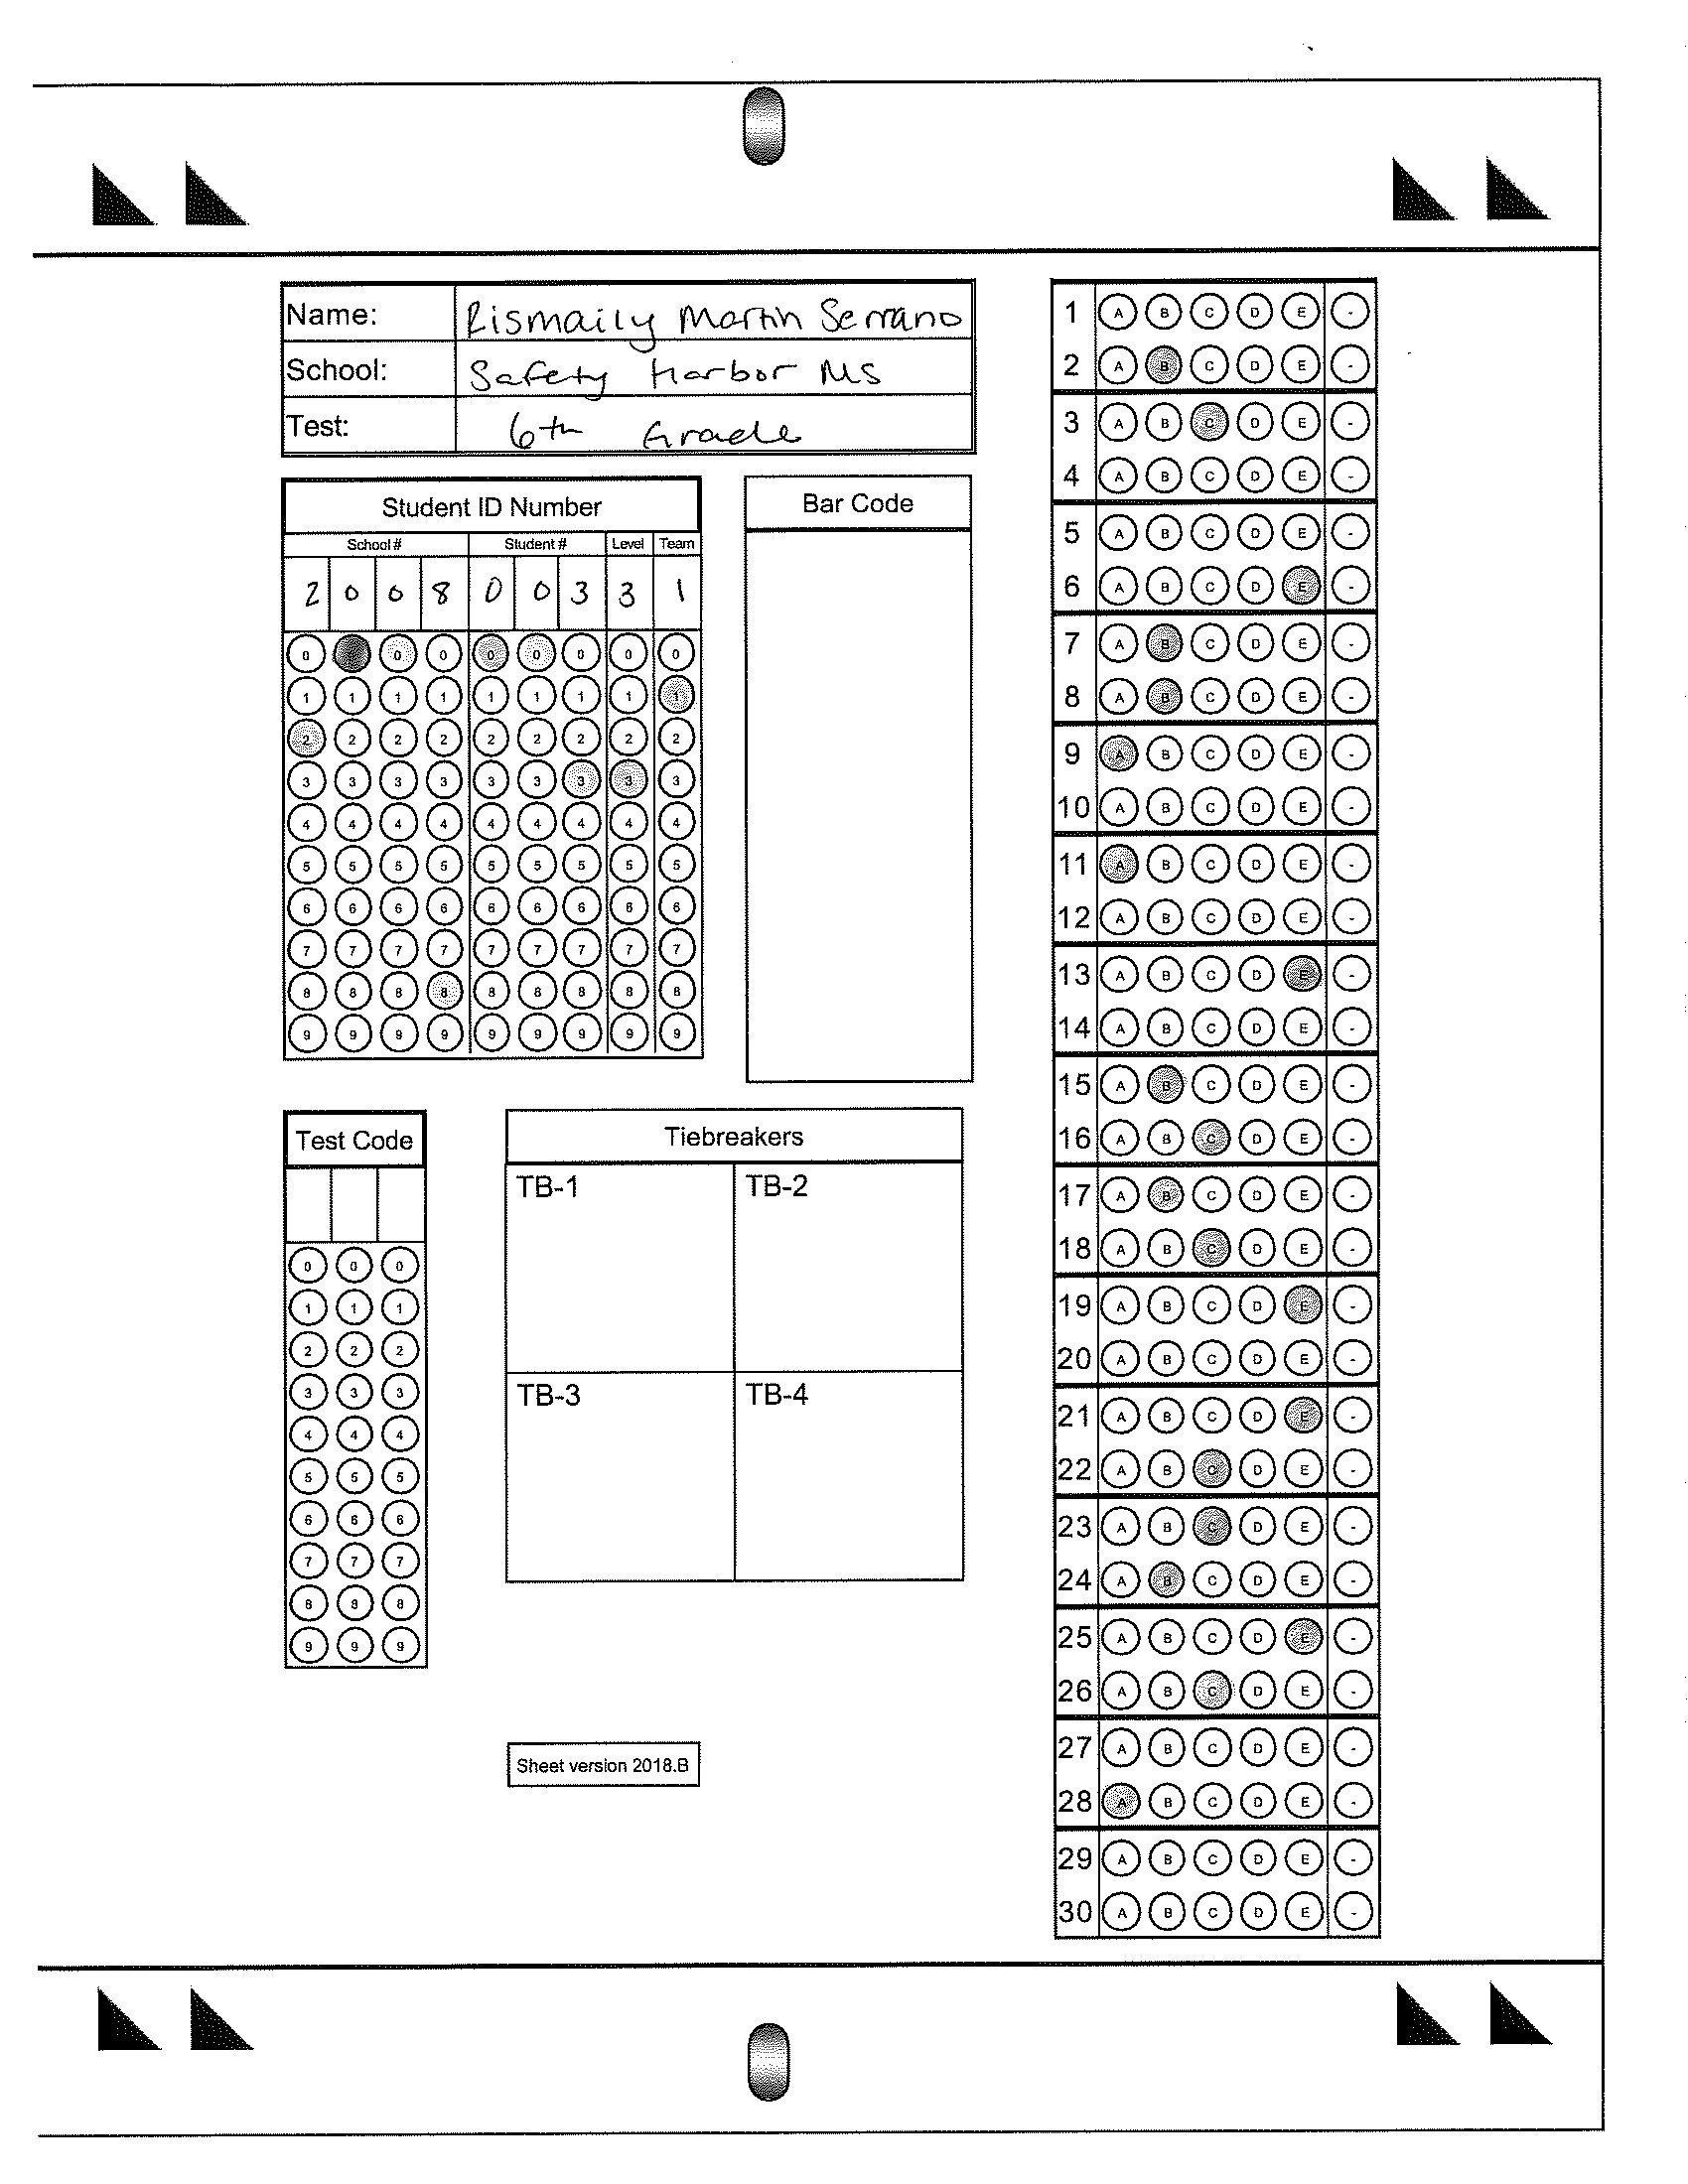 Name: Rismaily Martin Serrano
School: Safety Harbor MS
Test: 6th Grade
Student ID Number
School # Student # Level Team
2 0 0 8 0 0 3 3 1
0 0 0 0 0 0 0 0
1 1 1 1 1 1 1 1 1
2 2 2 2 2 2 2 2 2
3 3 3 3 3 3 3 3 3
4 4 4 4 4 4 4 4 4
5 5 5 5 5 5 5 5 5
6 6 6 6 6 6 6 6 6
7 7 7 7 7 7 7 7 7
8 8 8 8 8 8 8 8 8
9 9 9 9 9 9 9 9 9
Bar Code
Test Code
0 0 0
1 1 1
2 2 2
3 3 3
4 4 4
5 5 5
6 6 6
7 7 7
8 8 8
9 9 9
Tiebreakers
TB-1 TB-2
TB-3 TB-4
Sheet version 2018.B
1 A B C D E -
2 A B C D E -
3 A B C D E -
4 A B C D E -
5 A B C D E -
6 A B C D E -
7 A B C D E -
8 A B C D E -
9 A B C D E -
10 A B C D E -
11 A B C D E -
12 A B C D E -
13 A B C D E -
14 A B C D E -
15 A B C D E -
16 A B C D E -
17 A B C D E -
18 A B C D E -
19 A B C D E -
20 A B C D E -
21 A B C D E -
22 A B C D E -
23 A B C D E -
24 A B C D E -
25 A B C D E -
26 A B C D E -
27 A B C D E -
28 A B C D E -
29 A B C D E -
30 A B C D E -